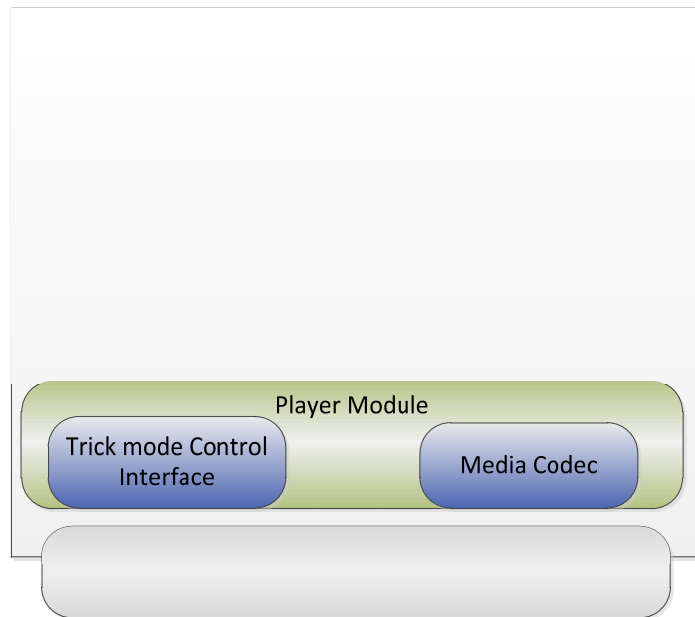 Player Module
Trick mode Control
Interface
Media Codec